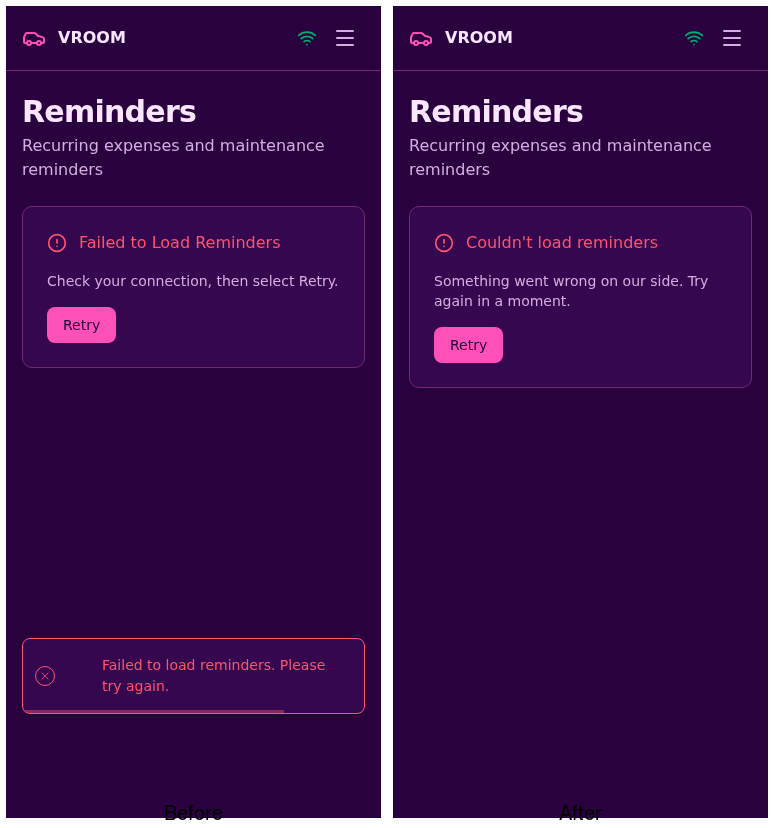 VROOM
Reminders
Recurring expenses and maintenance
reminders
Failed to Load Reminders
Check your connection, then select Retry.
Retry
Failed to load reminders. Please
try again.
Before
VROOM
Reminders
Recurring expenses and maintenance
reminders
Couldn't load reminders
Something went wrong on our side. Try
again in a moment.
Retry
After